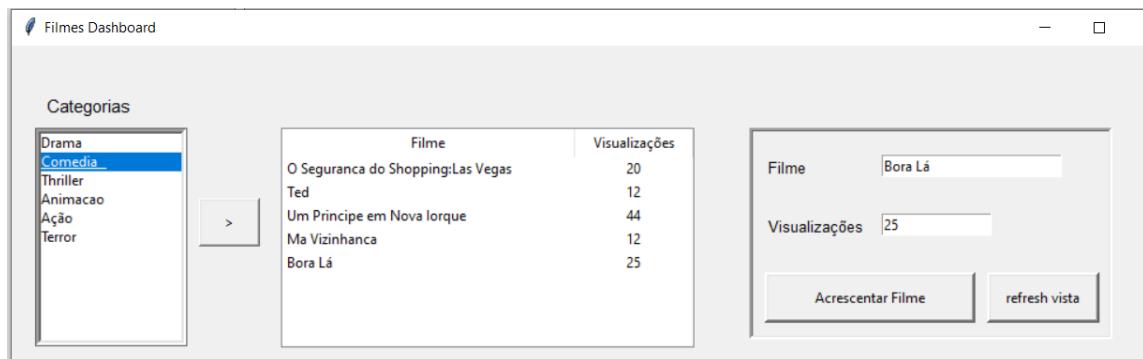 Filmes Dashboard
Categorias
Drama
Comedia
Thriller
Animacao
Ação
Terror
>
Filme Visualizações
O Seguranca do Shopping:Las Vegas 20
Ted 12
Um Principe em Nova Iorque 44
Ma Vizinhanca 12
Bora Lá 25
Filme Bora Lá
Visualizações 25
Acrescentar Filme refresh vista